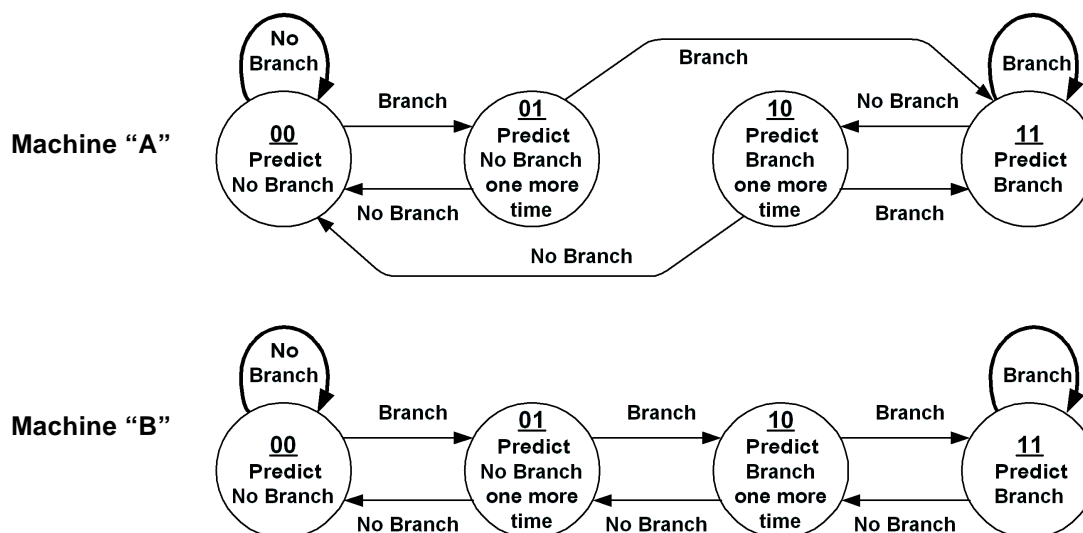 No
Branch
Branch
Branch
Branch
01
10
No Branch
Machine “A”
00
Predict
No Branch
Predict
No Branch
one more
time
Predict
Branch
one more
time
11
Predict
Branch
No Branch
Branch
No Branch
No
Branch
Branch
Branch
Branch
Branch
Machine “B”
00
Predict
No Branch
01
Predict
No Branch
one more
time
10
Predict
Branch
one more
time
11
Predict
Branch
No Branch
No Branch
No Branch